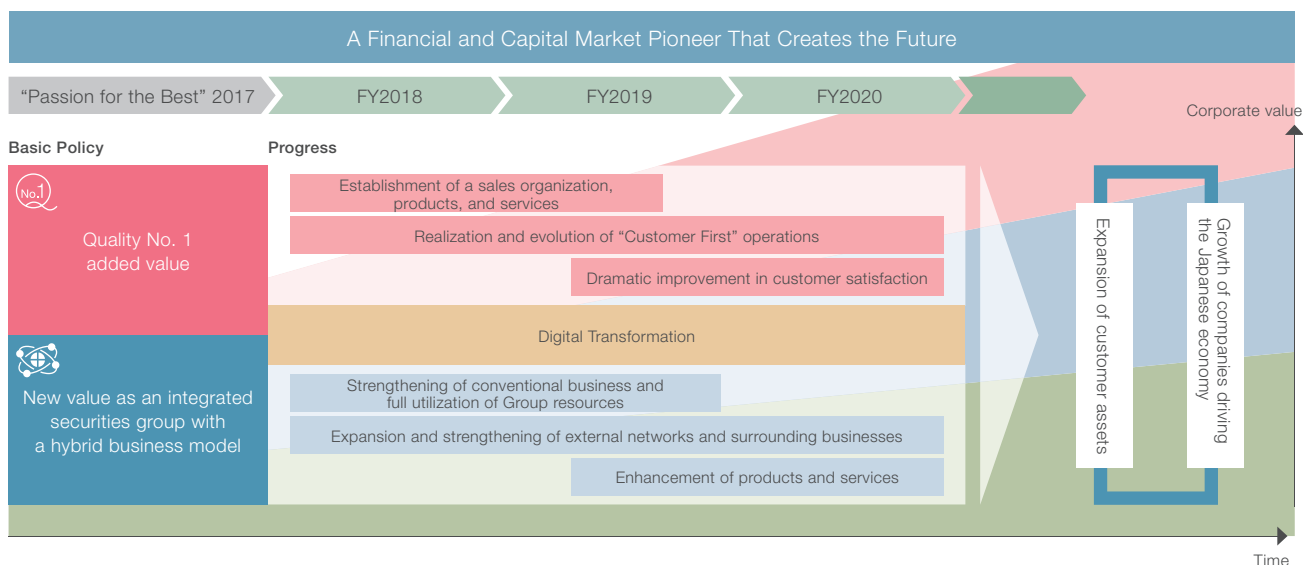 A Financial and Capital Market Pioneer That Creates the Future
“Passion for the Best” 2017
FY2018
FY2019
FY2020
Corporate value
Basic Policy
Progress
No.1
Quality No. 1
added value
Establishment of a sales organization,
products, and services
Realization and evolution of “Customer First” operations
Dramatic improvement in customer satisfaction
Digital Transformation
New value as an integrated
securities group with
a hybrid business model
Strengthening of conventional business and
full utilization of Group resources
Expansion and strengthening of external networks and surrounding businesses
Enhancement of products and services
Expansion of customer assets
Growth of companies driving
the Japanese economy
Time